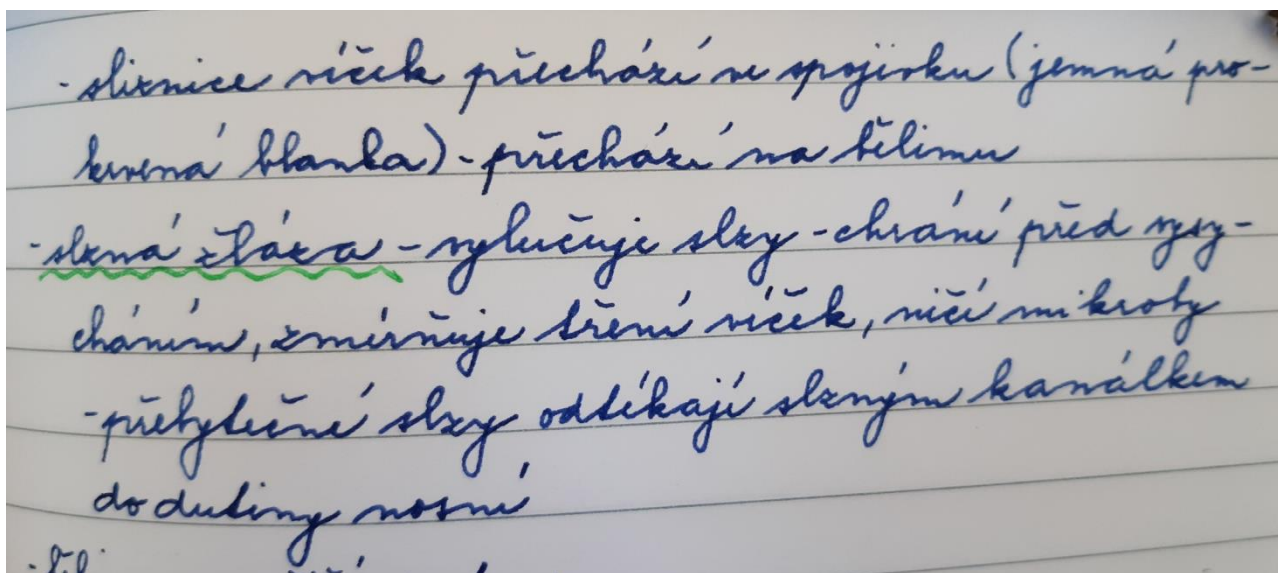 - sliznice víček přechází ve spojivku (jemná pro-
krvená blanka) - přechází na bělimu
- slzná žláza - vylučuje slzy - chrání před vysy-
cháním, zmírňuje tření víček, ničí mikroby
- přebytečné slzy odtékají slzným kanálkem
do dutiny nosní